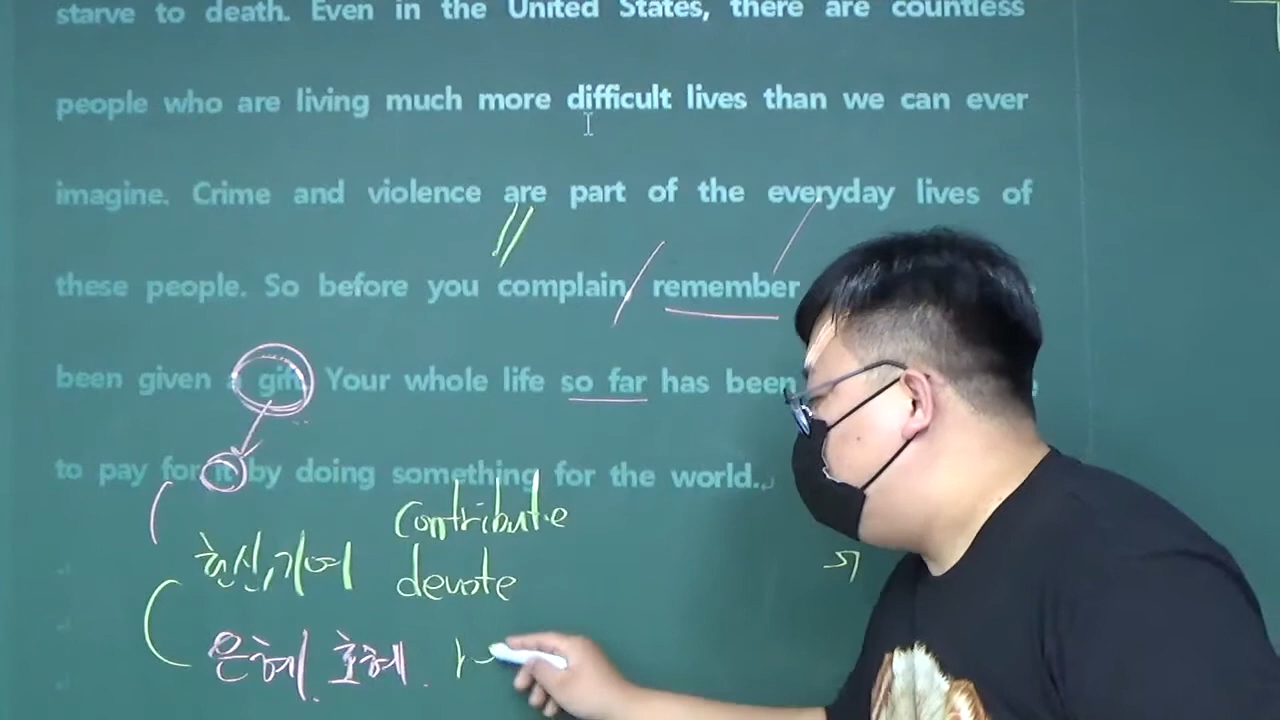 starve to death. Even in the United States, there are countless
people who are living much more difficult lives than we can ever
imagine. Crime and violence are part of the everyday lives of
these people. So before you complain, remember
been given a gift. Your whole life so far has been
to pay for it by doing something for the world.
contribute
헌신, 기여 devote
은혜. 호혜.